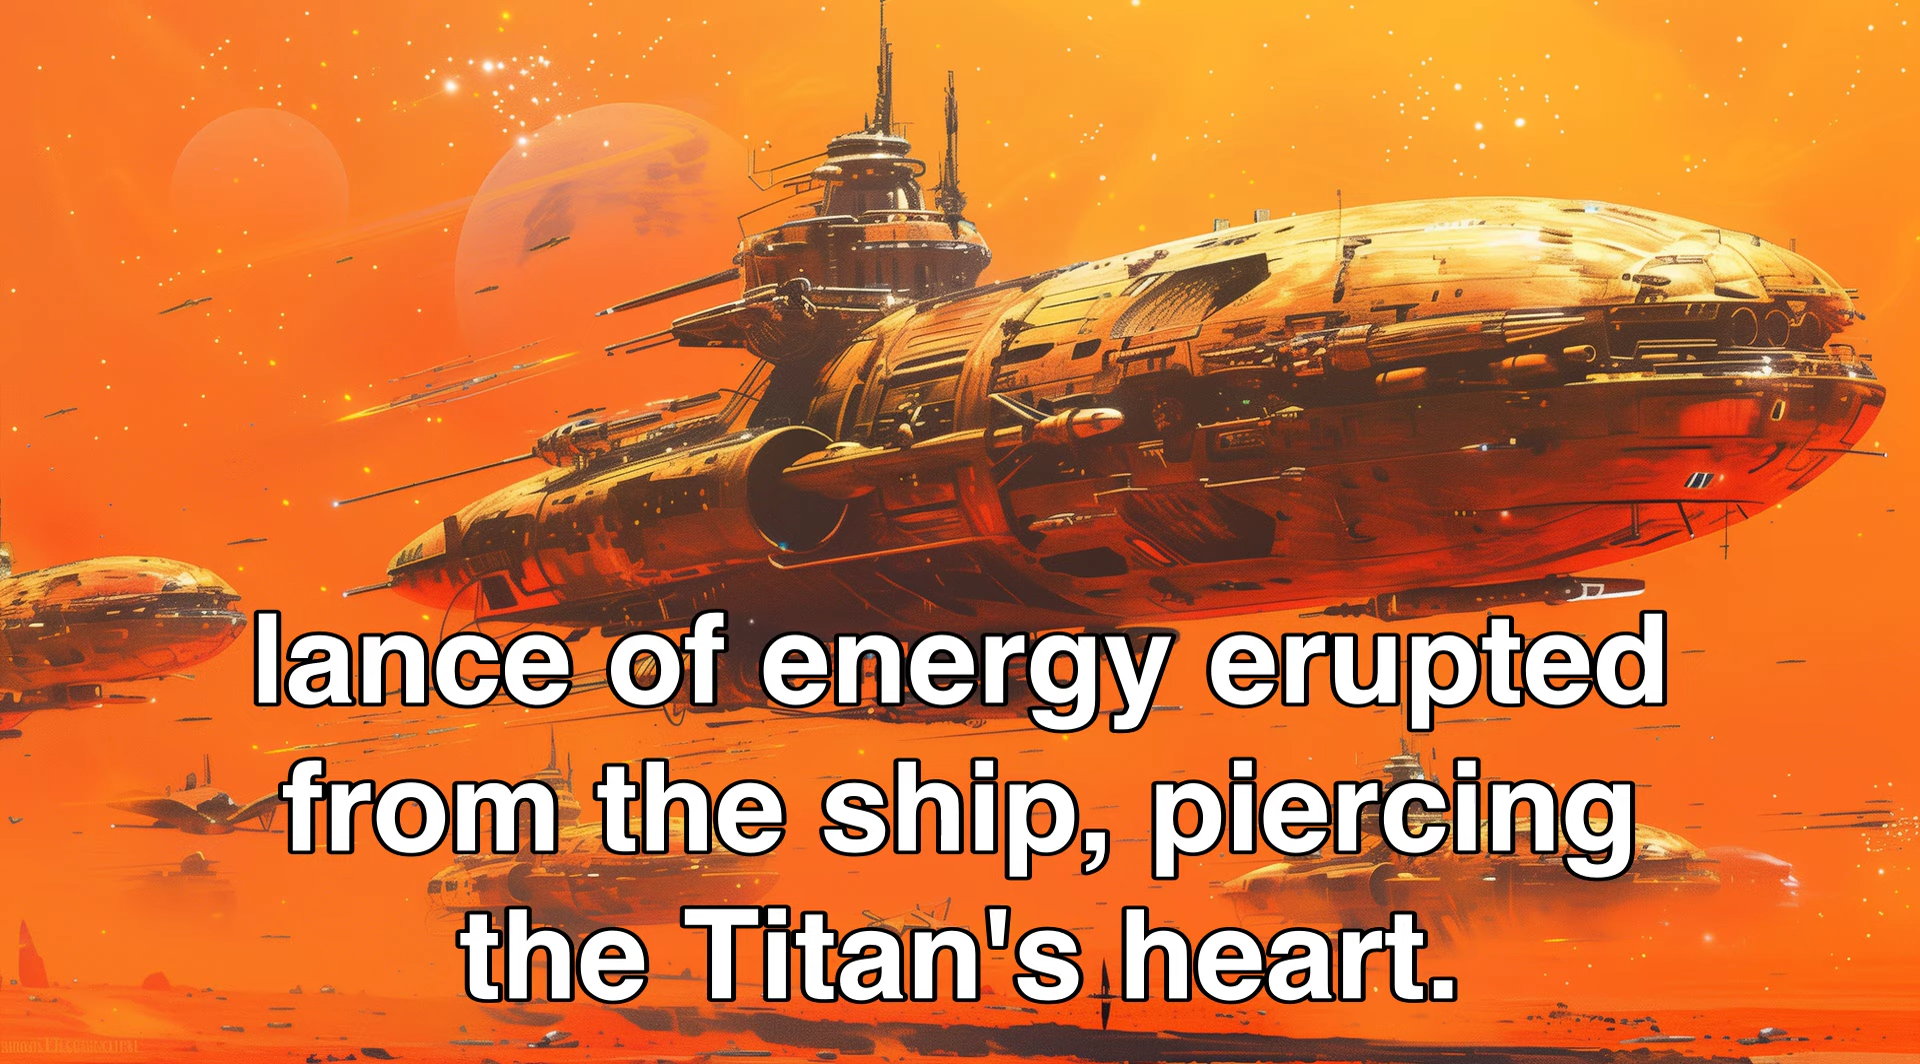 lance of energy erupted
from the ship, piercing
the Titan's heart.